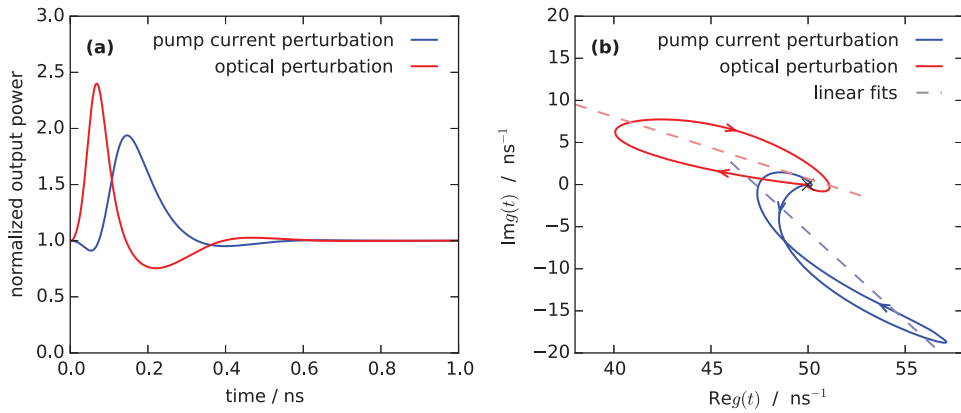 (a)
pump current perturbation
optical perturbation
normalized output power
3.0
2.5
2.0
1.5
1.0
0.5
0.0
0.0 0.2 0.4 0.6 0.8 1.0
time / ns
(b)
pump current perturbation
optical perturbation
linear fits
Im g(t) / ns⁻¹
20
15
10
5
0
−5
−10
−15
−20
40 45 50 55
Re g(t) / ns⁻¹